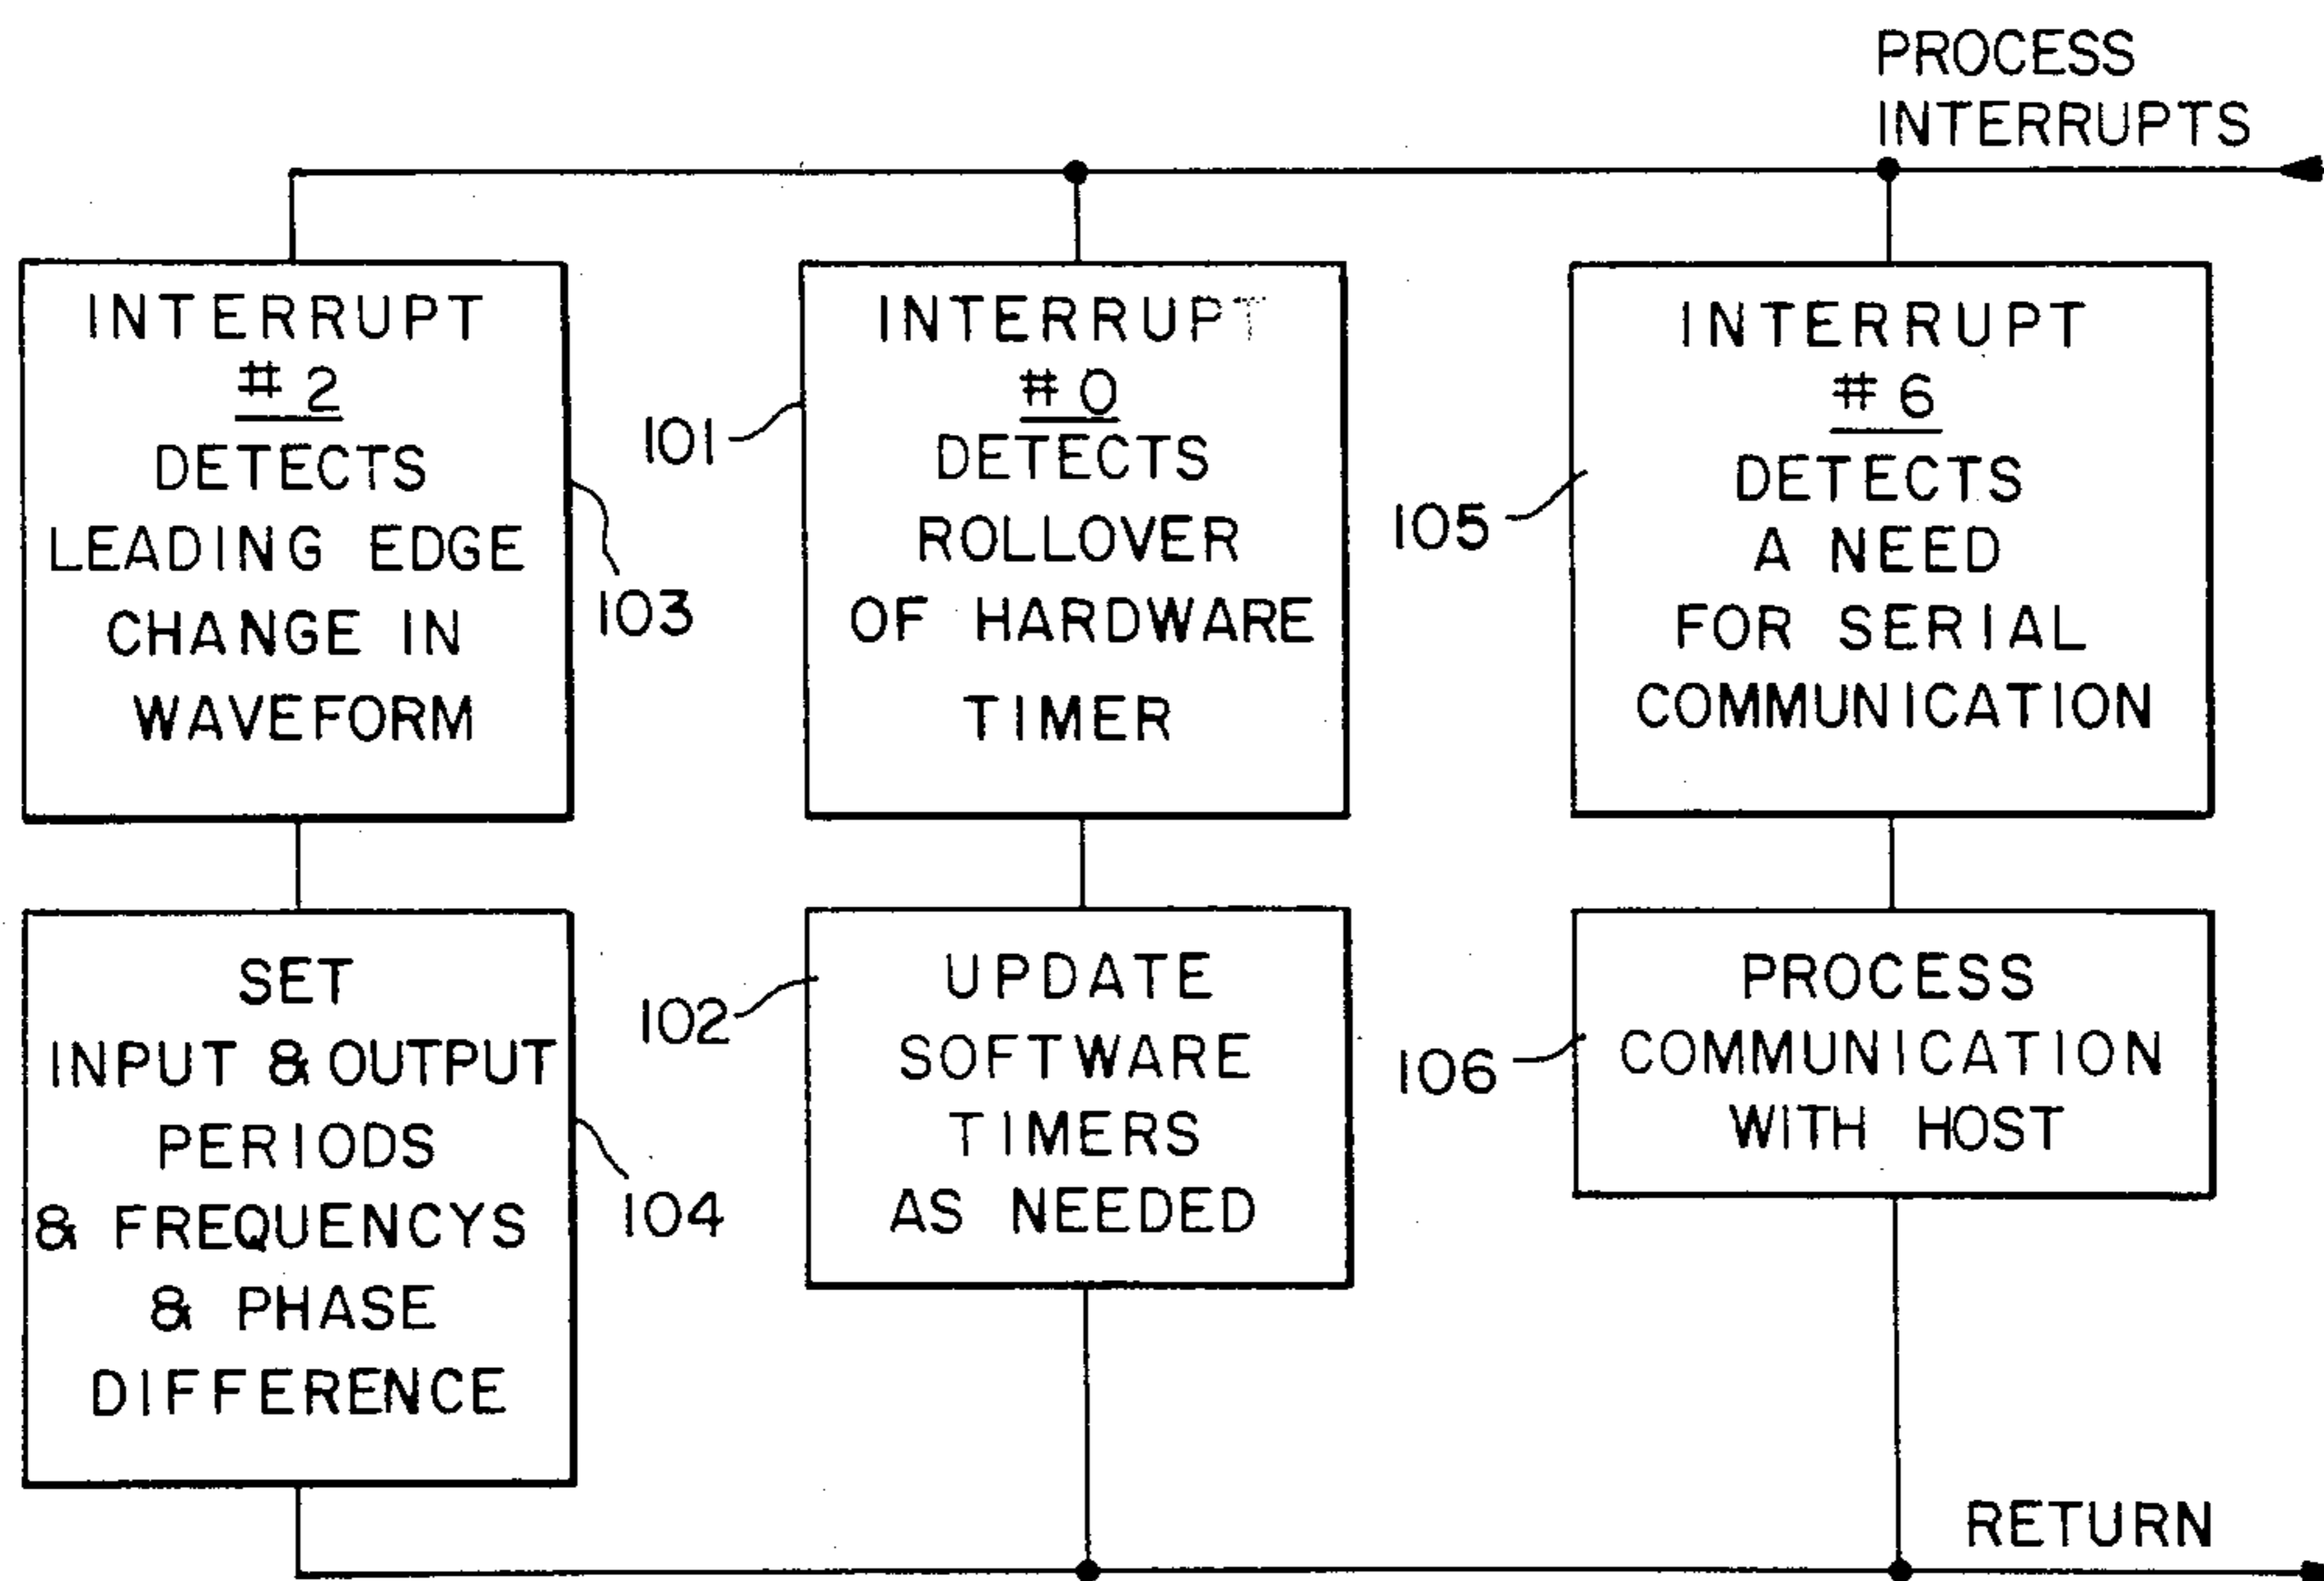 PROCESS
INTERRUPTS
INTERRUPT
# 2
DETECTS
LEADING EDGE
CHANGE IN
WAVEFORM
103
INTERRUPT
# 0
DETECTS
ROLLOVER
OF HARDWARE
TIMER
101
INTERRUPT
# 6
DETECTS
A NEED
FOR SERIAL
COMMUNICATION
105
SET
INPUT & OUTPUT
PERIODS
& FREQUENCYS
& PHASE
DIFFERENCE
104
UPDATE
SOFTWARE
TIMERS
AS NEEDED
102
PROCESS
COMMUNICATION
WITH HOST
106
RETURN